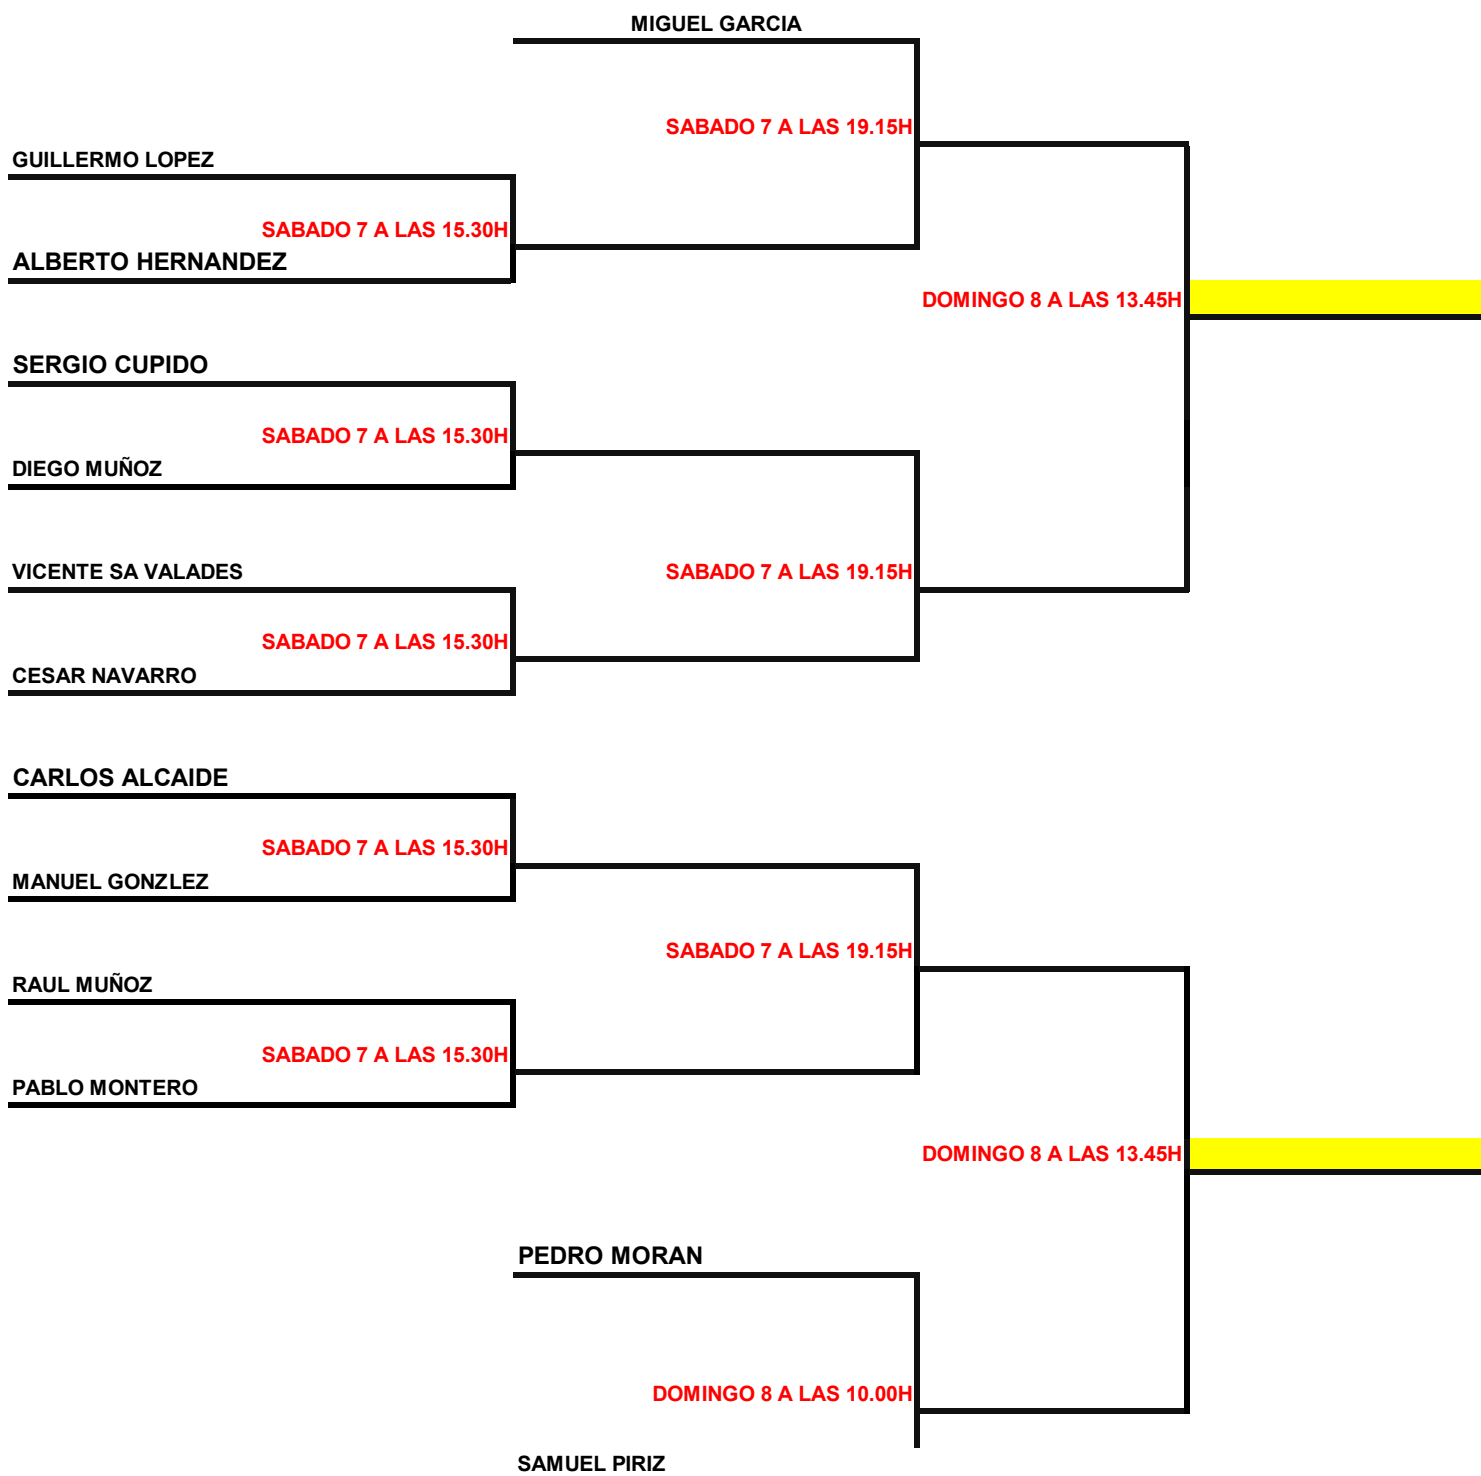 MIGUEL GARCIA
SABADO 7 A LAS 19.15H
GUILLERMO LOPEZ
SABADO 7 A LAS 15.30H
ALBERTO HERNANDEZ
DOMINGO 8 A LAS 13.45H
SERGIO CUPIDO
SABADO 7 A LAS 15.30H
DIEGO MUÑOZ
VICENTE SA VALADES
SABADO 7 A LAS 19.15H
SABADO 7 A LAS 15.30H
CESAR NAVARRO
CARLOS ALCAIDE
SABADO 7 A LAS 15.30H
MANUEL GONZLEZ
SABADO 7 A LAS 19.15H
RAUL MUÑOZ
SABADO 7 A LAS 15.30H
PABLO MONTERO
DOMINGO 8 A LAS 13.45H
PEDRO MORAN
DOMINGO 8 A LAS 10.00H
SAMUEL PIRIZ